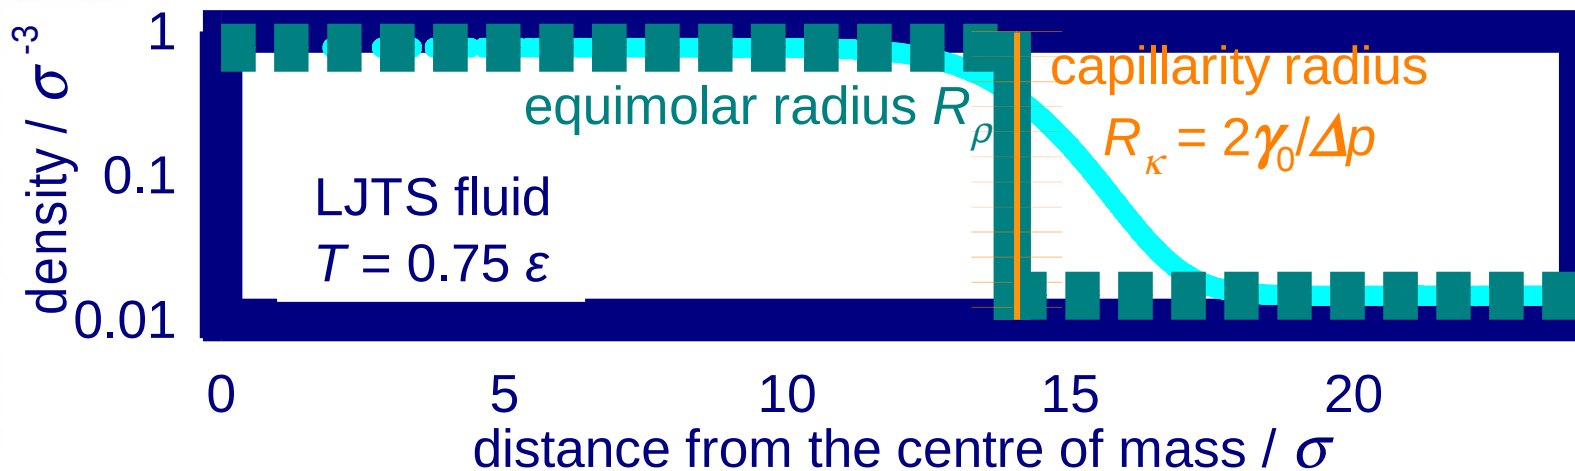 density / σ⁻³
1
0.1
0.01
capillarity radius
R_κ = 2γ₀/Δp
equimolar radius R_ρ
LJTS fluid
T = 0.75 ε
0 5 10 15 20
distance from the centre of mass / σ